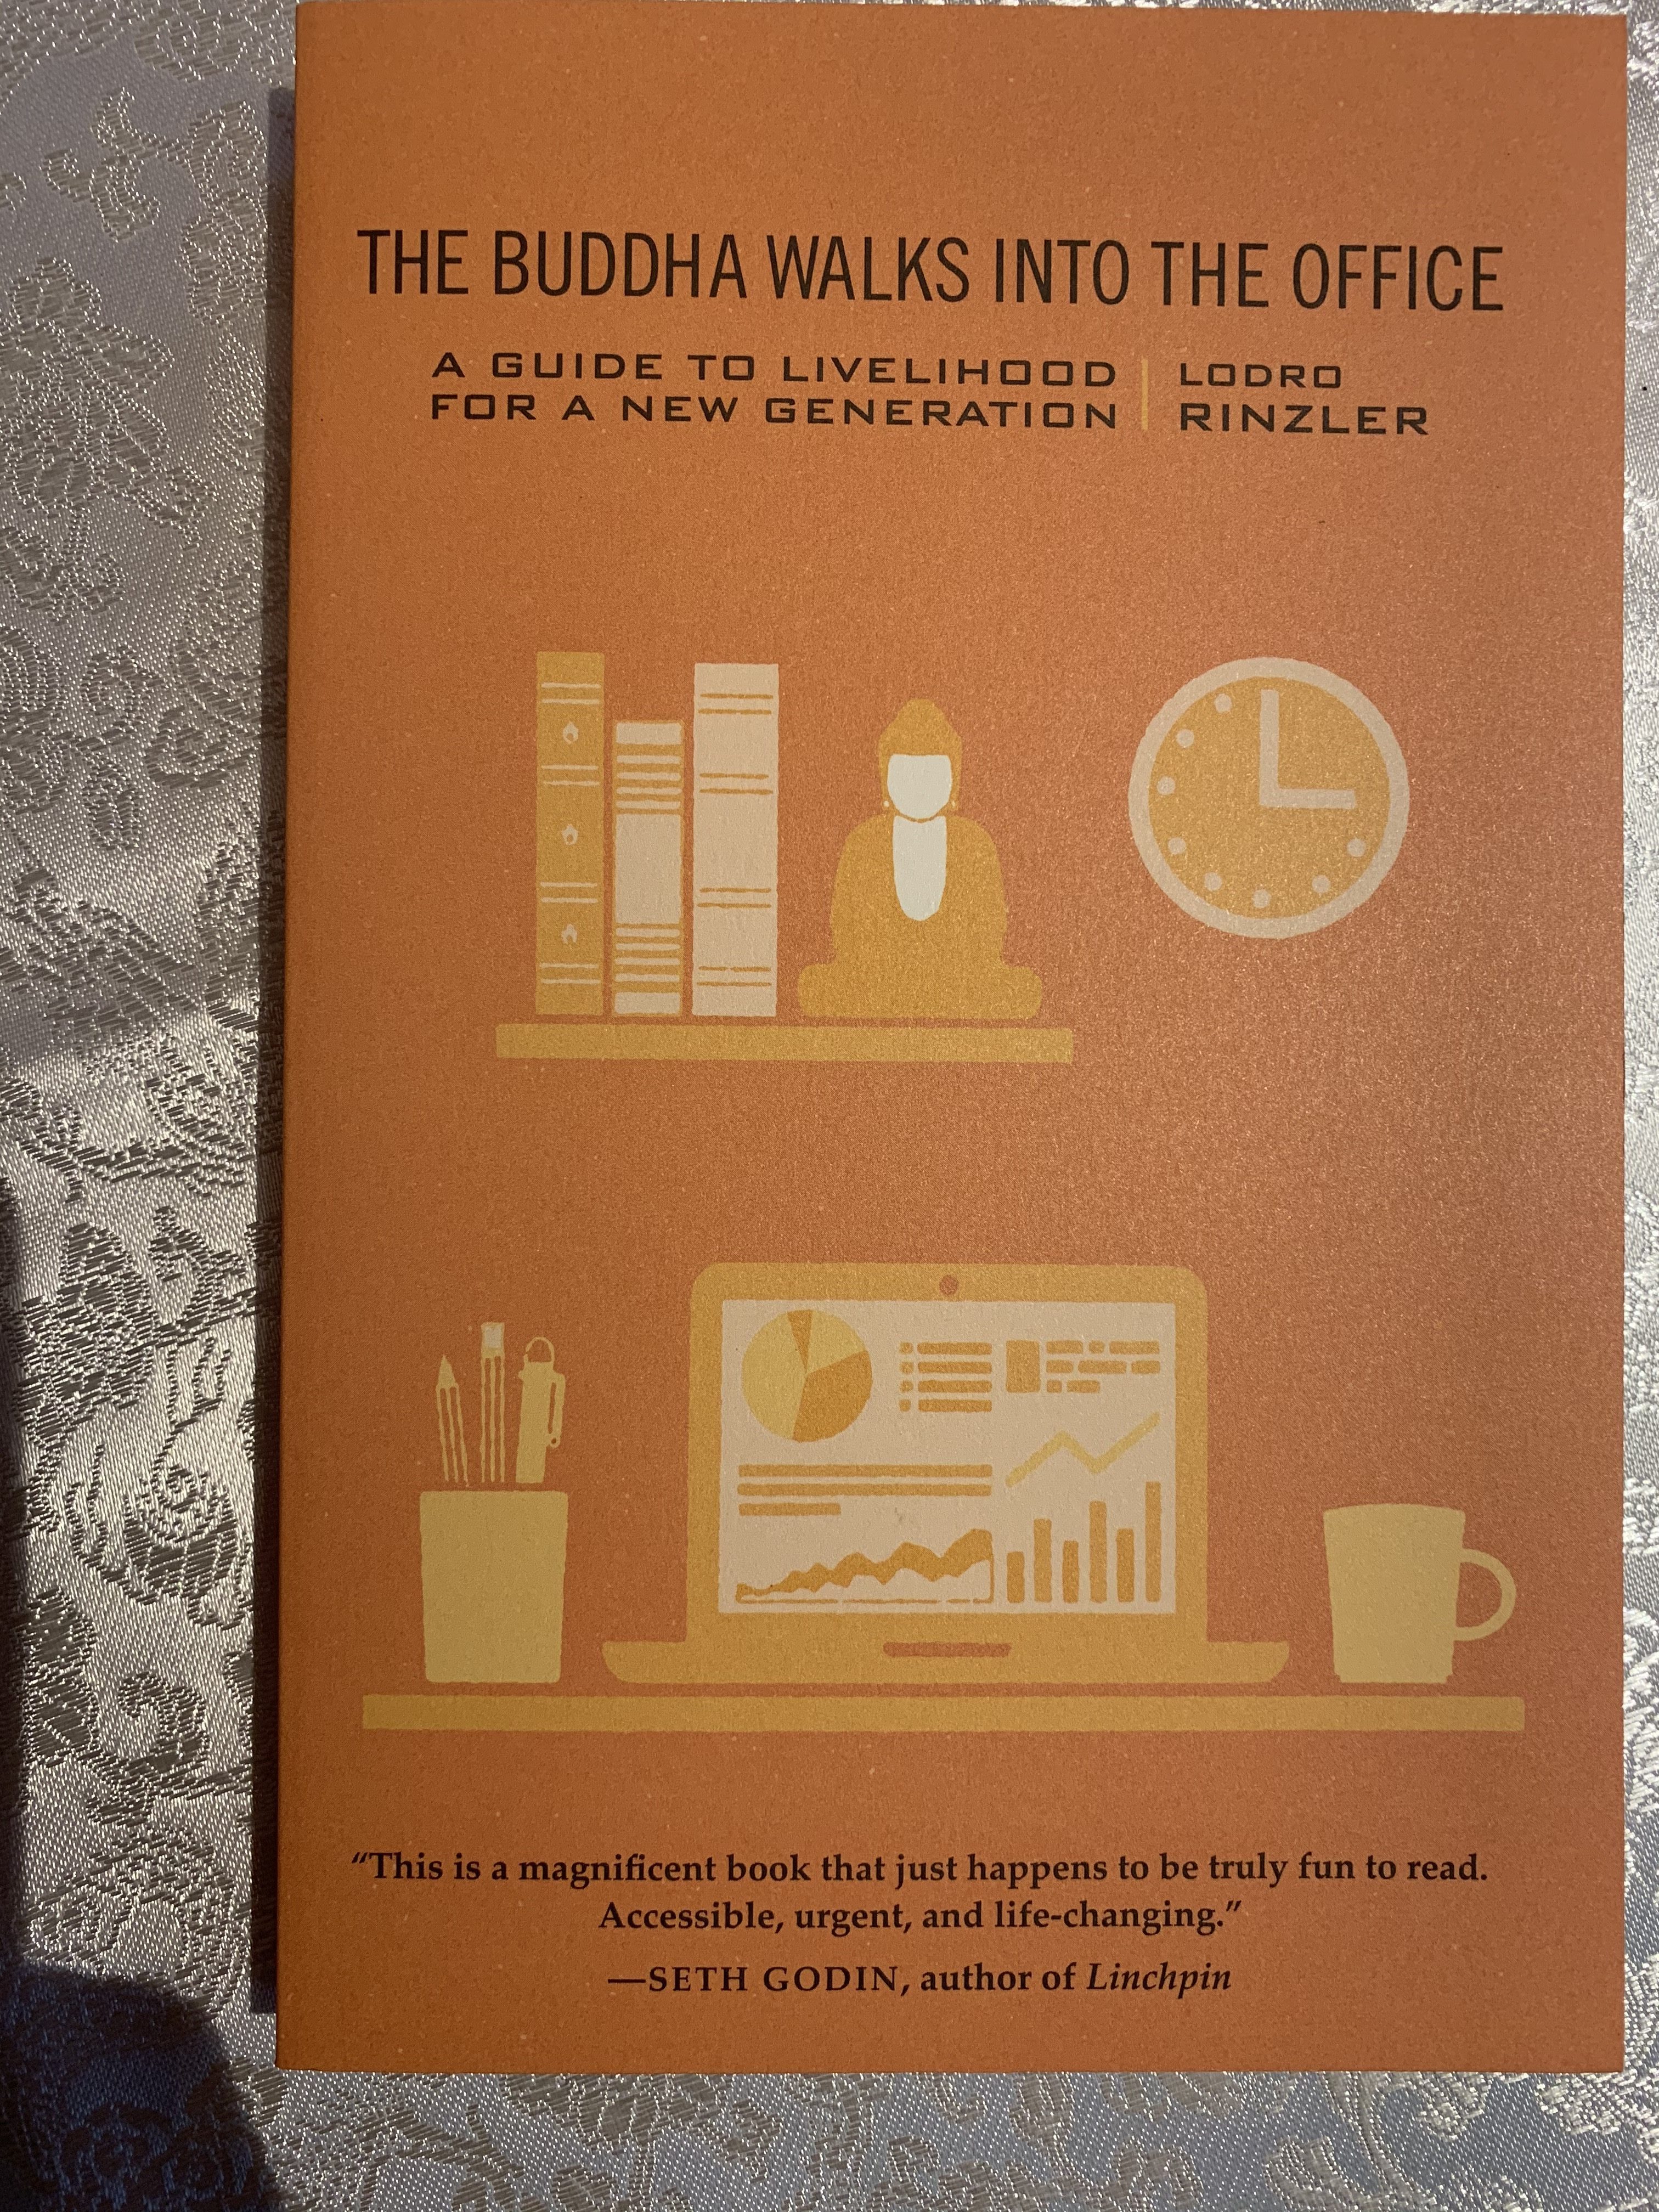 THE BUDDHA WALKS INTO THE OFFICE
A GUIDE TO LIVELIHOOD
FOR A NEW GENERATION
LODRO
RINZLER
“This is a magnificent book that just happens to be truly fun to read.
Accessible, urgent, and life-changing.”
—SETH GODIN, author of Linchpin